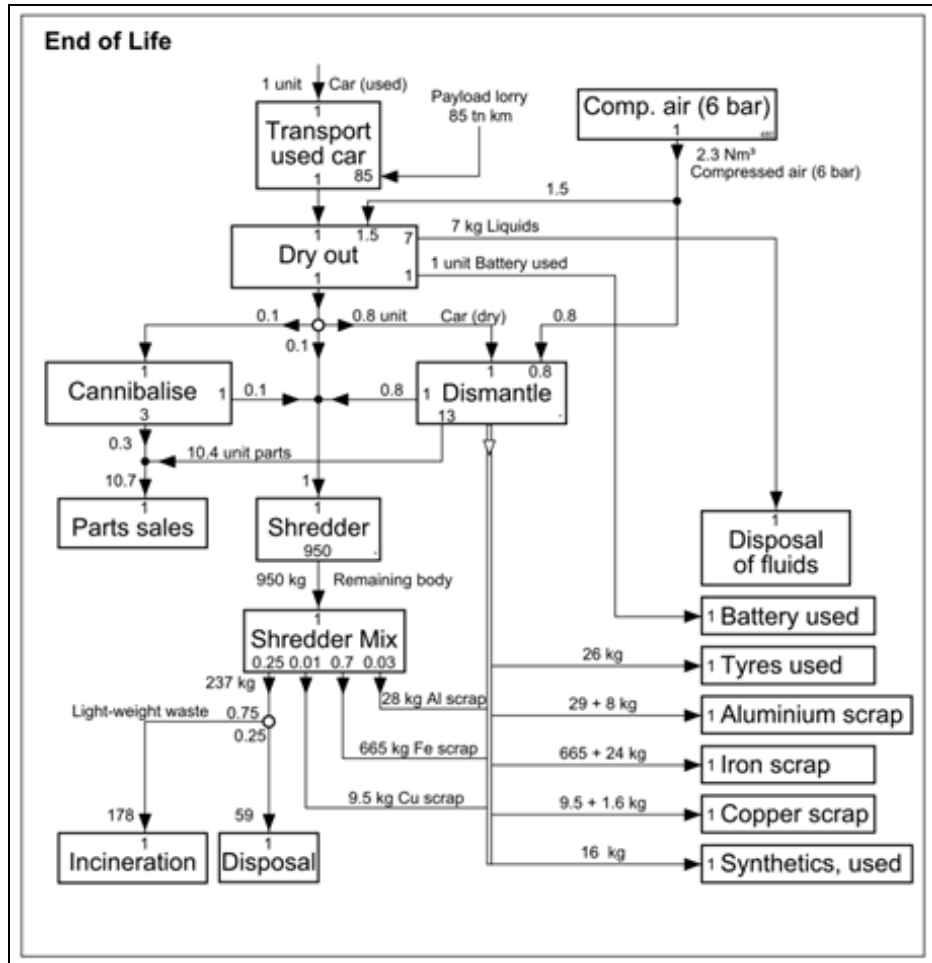 End of Life
1 unit
Car (used)
1
Transport
used car
85
1
Payload lorry
85 tn km
Comp. air (6 bar)
1
2.3 Nm³
Compressed air (6 bar)
1.5
1
1.5
7
Dry out
1
1
7 kg Liquids
1 unit Battery used
0.1
0.8 unit
Car (dry)
0.8
0.1
1
Cannibalise
1
3
0.1
0.8
1
0.8
1
Dismantle
13
0.3
10.4 unit parts
10.7
1
Parts sales
1
1
Shredder
950
1
Disposal
of fluids
950 kg
Remaining body
1
Shredder Mix
0.25 0.01 0.7 0.03
1 Battery used
237 kg
28 kg Al scrap
26 kg
1 Tyres used
Light-weight waste
0.75
0.25
29 + 8 kg
1 Aluminium scrap
665 kg Fe scrap
665 + 24 kg
1 Iron scrap
9.5 kg Cu scrap
9.5 + 1.6 kg
1 Copper scrap
178
59
1
Incineration
1
Disposal
16 kg
1 Synthetics, used